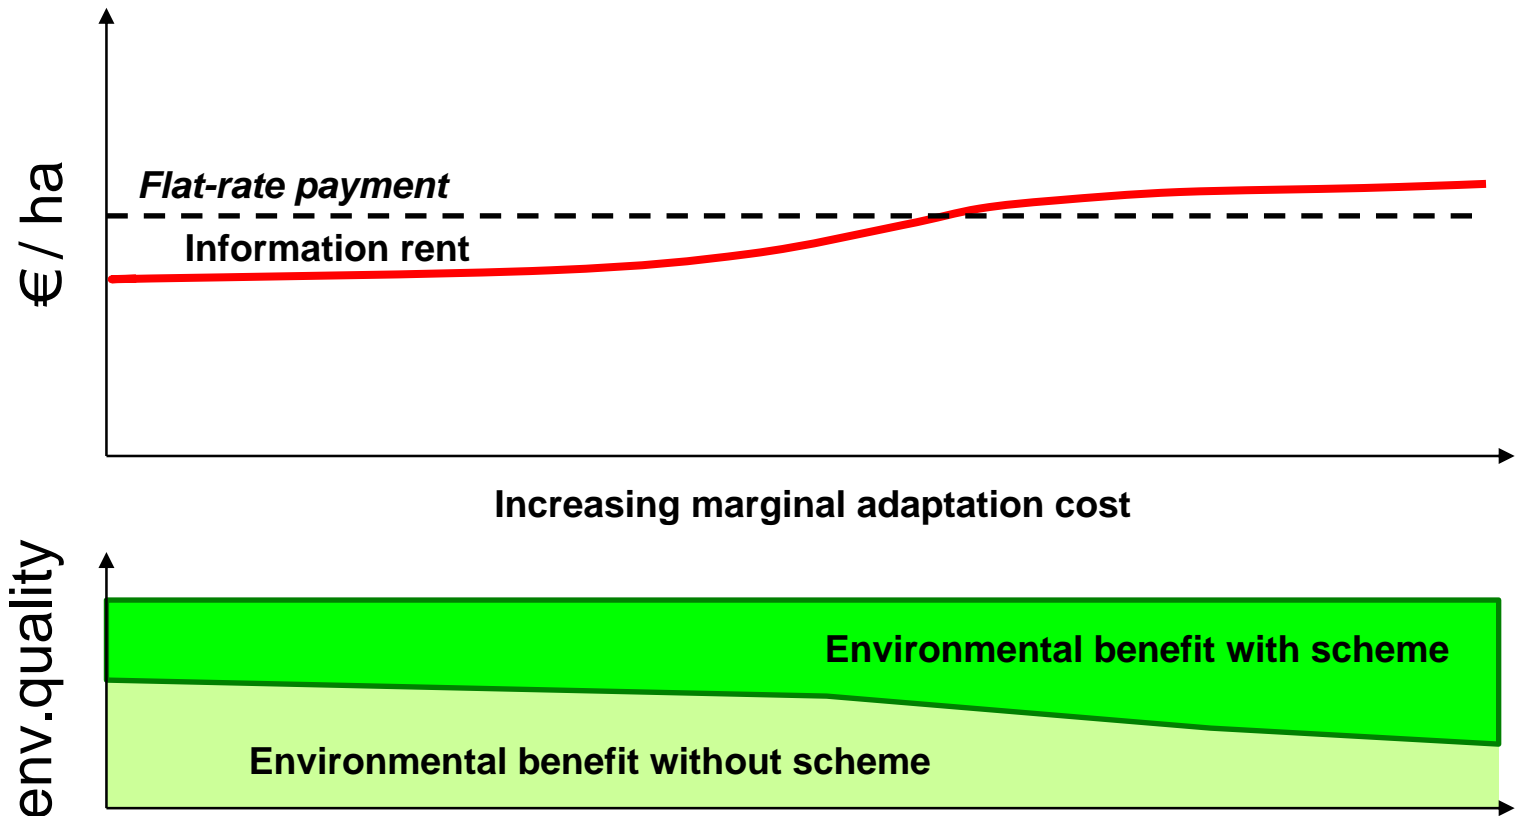 € / ha
Flat-rate payment
Information rent
Increasing marginal adaptation cost
env.quality
Environmental benefit with scheme
Environmental benefit without scheme